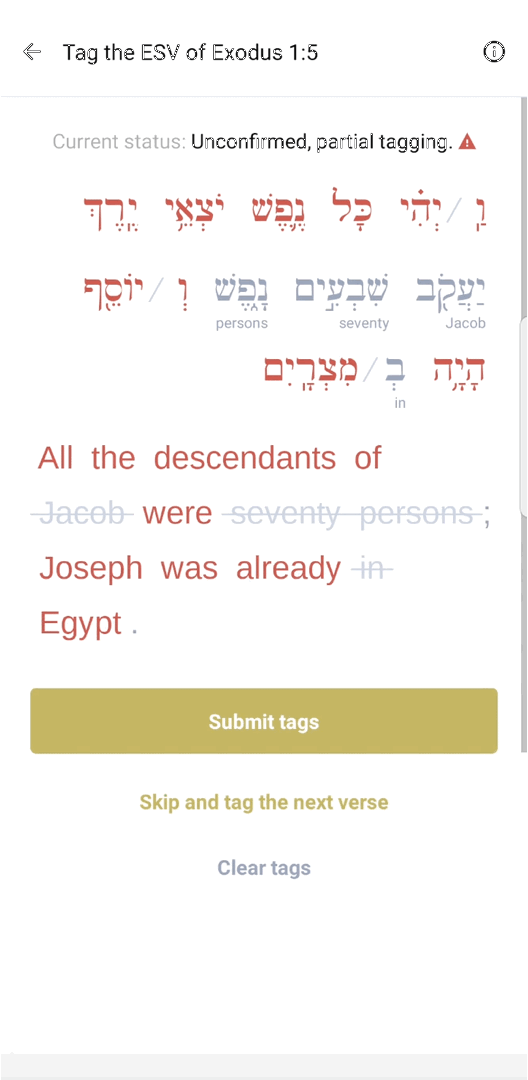 Tag the ESV of Exodus 1:5
Current status: Unconfirmed, partial tagging.
וַ/יְהִ֗י כָּל נֶ֛פֶשׁ יֹצְאֵ֥י יֶֽרֶךְ
יַעֲקֹ֖ב שִׁבְעִ֣ים נָ֑פֶשׁ וְ/יוֹסֵ֖ף
Jacob seventy persons
הָיָ֥ה בְ/מִצְרָֽיִם
in
All the descendants of
Jacob were seventy persons ;
Joseph was already in
Egypt .
Submit tags
Skip and tag the next verse
Clear tags